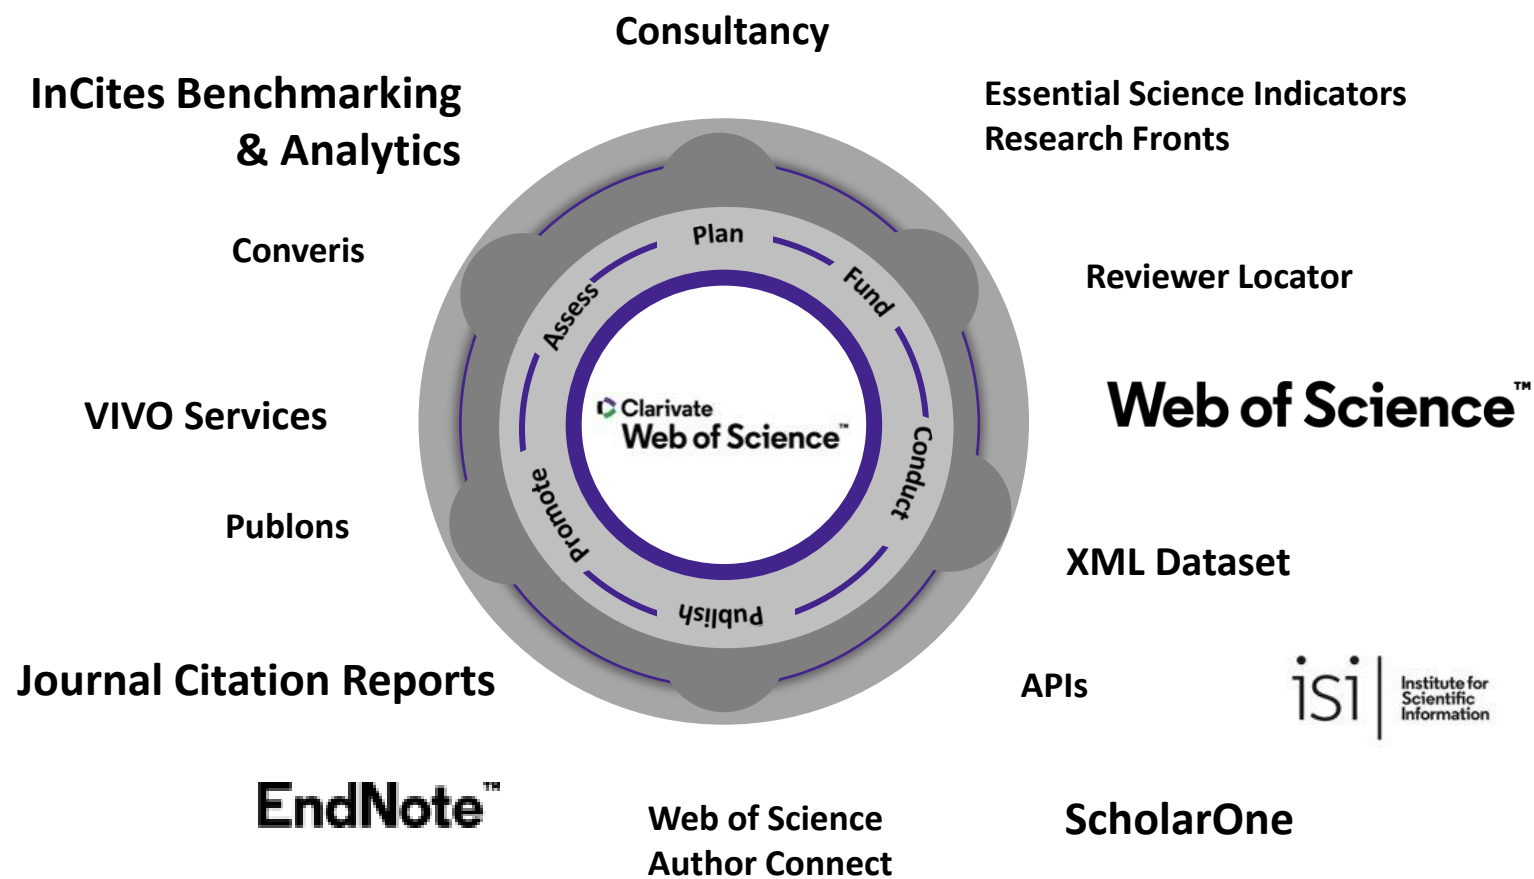 Consultancy
InCites Benchmarking
& Analytics
Essential Science Indicators
Research Fronts
Converis
Reviewer Locator
VIVO Services
Web of Science™
Publons
XML Dataset
Journal Citation Reports
APIs
isi
Institute for
Scientific
Information
EndNote™
Web of Science
Author Connect
ScholarOne
Plan
Fund
Conduct
Publish
Promote
Assess
Clarivate
Web of Science™